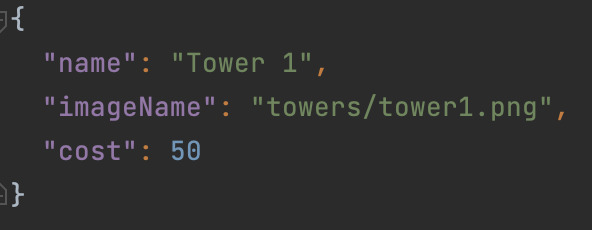 {
"name": "Tower 1",
"imageName": "towers/tower1.png",
"cost": 50
}